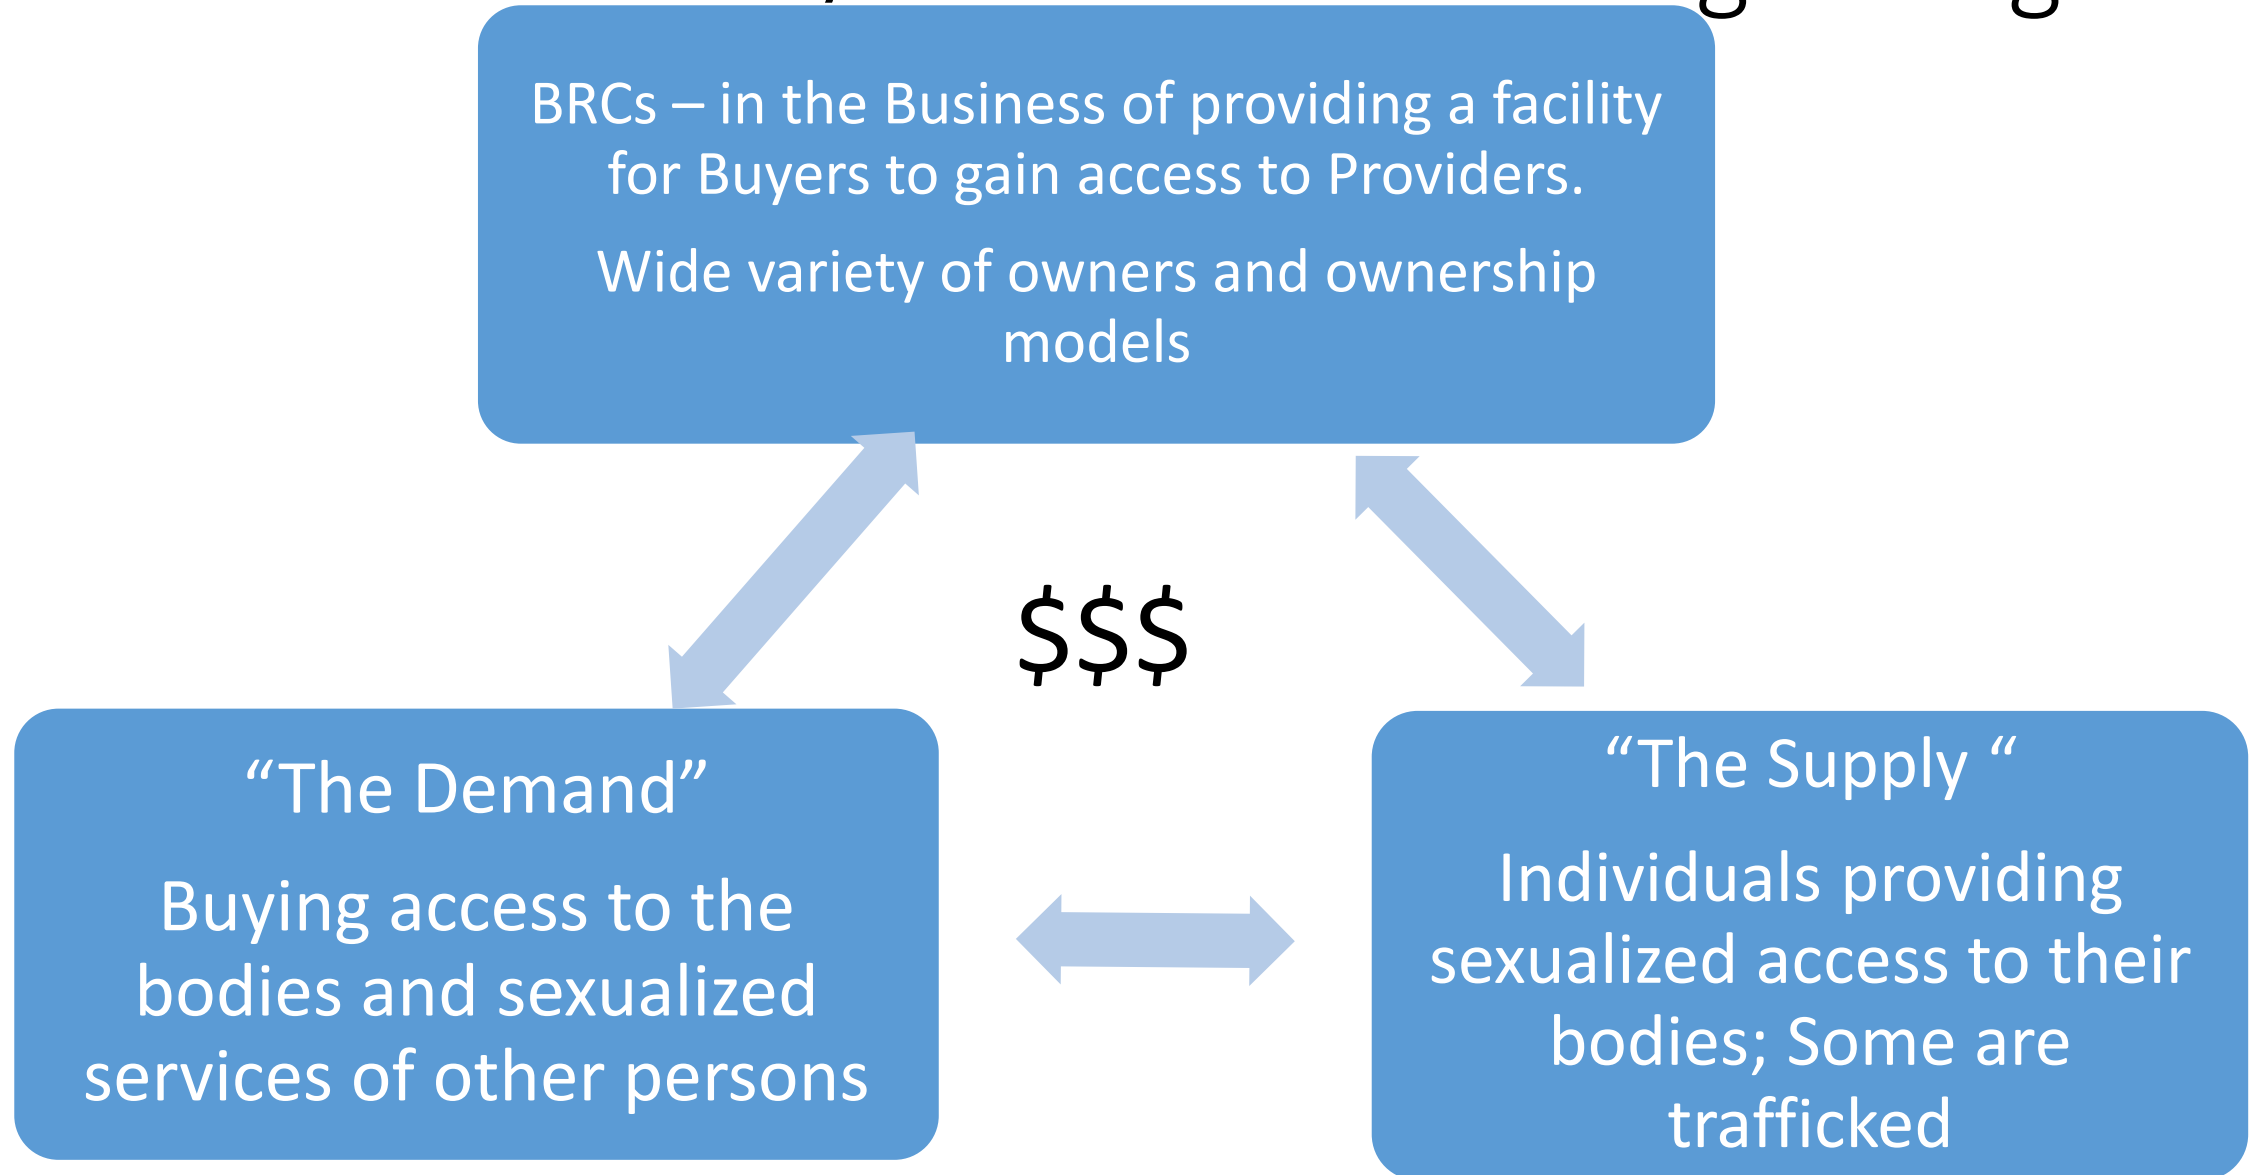 BRCs – in the Business of providing a facility
for Buyers to gain access to Providers.
Wide variety of owners and ownership
models
$$$
“The Demand”
Buying access to the
bodies and sexualized
services of other persons
“The Supply “
Individuals providing
sexualized access to their
bodies; Some are
trafficked